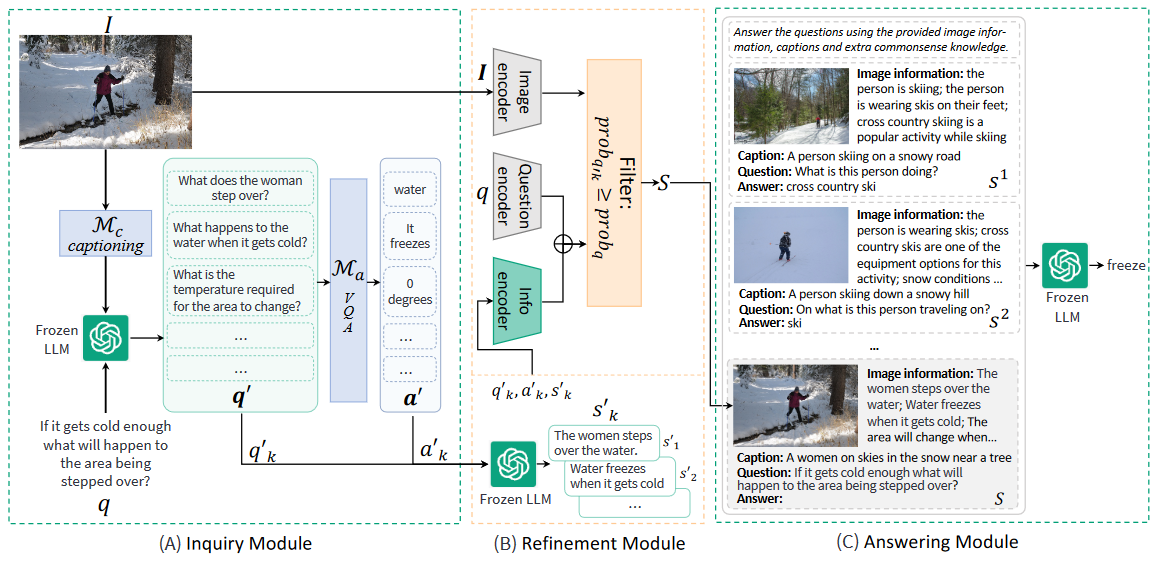 I
M_c
captioning
Frozen
LLM
If it gets cold enough
what will happen to
the area being
stepped over?
q
What does the woman
step over?
What happens to the
water when it gets cold?
What is the
temperature required
for the area to change?
...
...
q'
M_a
V
Q
A
water
It
freezes
0
degrees
...
...
a'
q'_k
a'_k
(A) Inquiry Module
I
Image
encoder
q
Question
encoder
Info
encoder
Filter:
prob_{q_{nk}} ≥ prob_q
S
q'_k, a'_k, s'_k
Frozen LLM
s'_k
The women steps
over the water.
s'_1
Water freezes
when it gets cold
s'_2
...
(B) Refinement Module
Answer the questions using the provided image infor-
mation, captions and extra commonsense knowledge.
Image information: the
person is skiing; the person
is wearing skis on their feet;
cross country skiing is a
popular activity while skiing
Caption: A person skiing on a snowy road
Question: What is this person doing?
Answer: cross country ski
S^1
Image information: the
person is wearing skis; cross
country skis are one of the
equipment options for this
activity; snow conditions ...
Caption: A person skiing down a snowy hill
Question: On what is this person traveling on?
Answer: ski
S^2
...
Image information: The
women steps over the
water; Water freezes
when it gets cold; The
area will change when...
Caption: A women on skies in the snow near a tree
Question: If it gets cold enough what will
happen to the area being stepped over?
Answer:
S
Frozen
LLM
freeze
(C) Answering Module